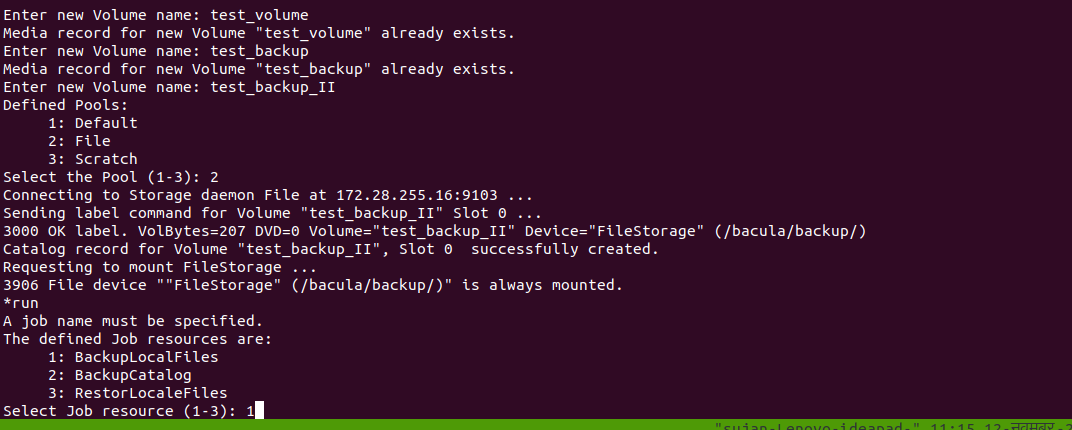 Enter new Volume name: test_volume
Media record for new Volume "test_volume" already exists.
Enter new Volume name: test_backup
Media record for new Volume "test_backup" already exists.
Enter new Volume name: test_backup_II
Defined Pools:
     1: Default
     2: File
     3: Scratch
Select the Pool (1-3): 2
Connecting to Storage daemon File at 172.28.255.16:9103 ...
Sending label command for Volume "test_backup_II" Slot 0 ...
3000 OK label. VolBytes=207 DVD=0 Volume="test_backup_II" Device="FileStorage" (/bacula/backup/)
Catalog record for Volume "test_backup_II", Slot 0  successfully created.
Requesting to mount FileStorage ...
3906 File device ""FileStorage" (/bacula/backup/)" is always mounted.
*run
A job name must be specified.
The defined Job resources are:
     1: BackupLocalFiles
     2: BackupCatalog
     3: RestorLocaleFiles
Select Job resource (1-3): 1
"sujan-Lenovo-ideapad-" 11:15 12-नवम्बर-